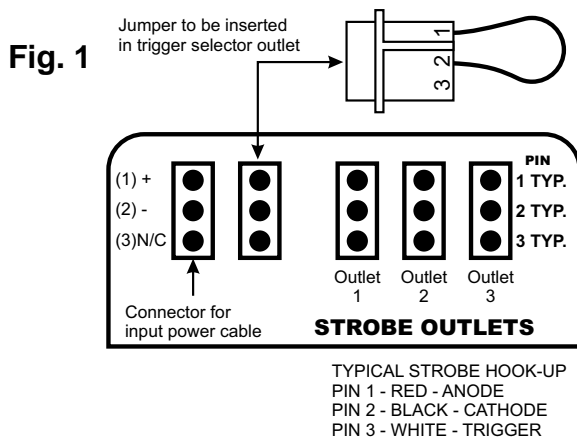 Fig. 1
Jumper to be inserted
in trigger selector outlet
1
2
3
PIN
(1) +
1 TYP.
(2) -
2 TYP.
(3)N/C
3 TYP.
Outlet
1
Outlet
2
Outlet
3
Connector for
input power cable
STROBE OUTLETS
TYPICAL STROBE HOOK-UP
PIN 1 - RED - ANODE
PIN 2 - BLACK - CATHODE
PIN 3 - WHITE - TRIGGER